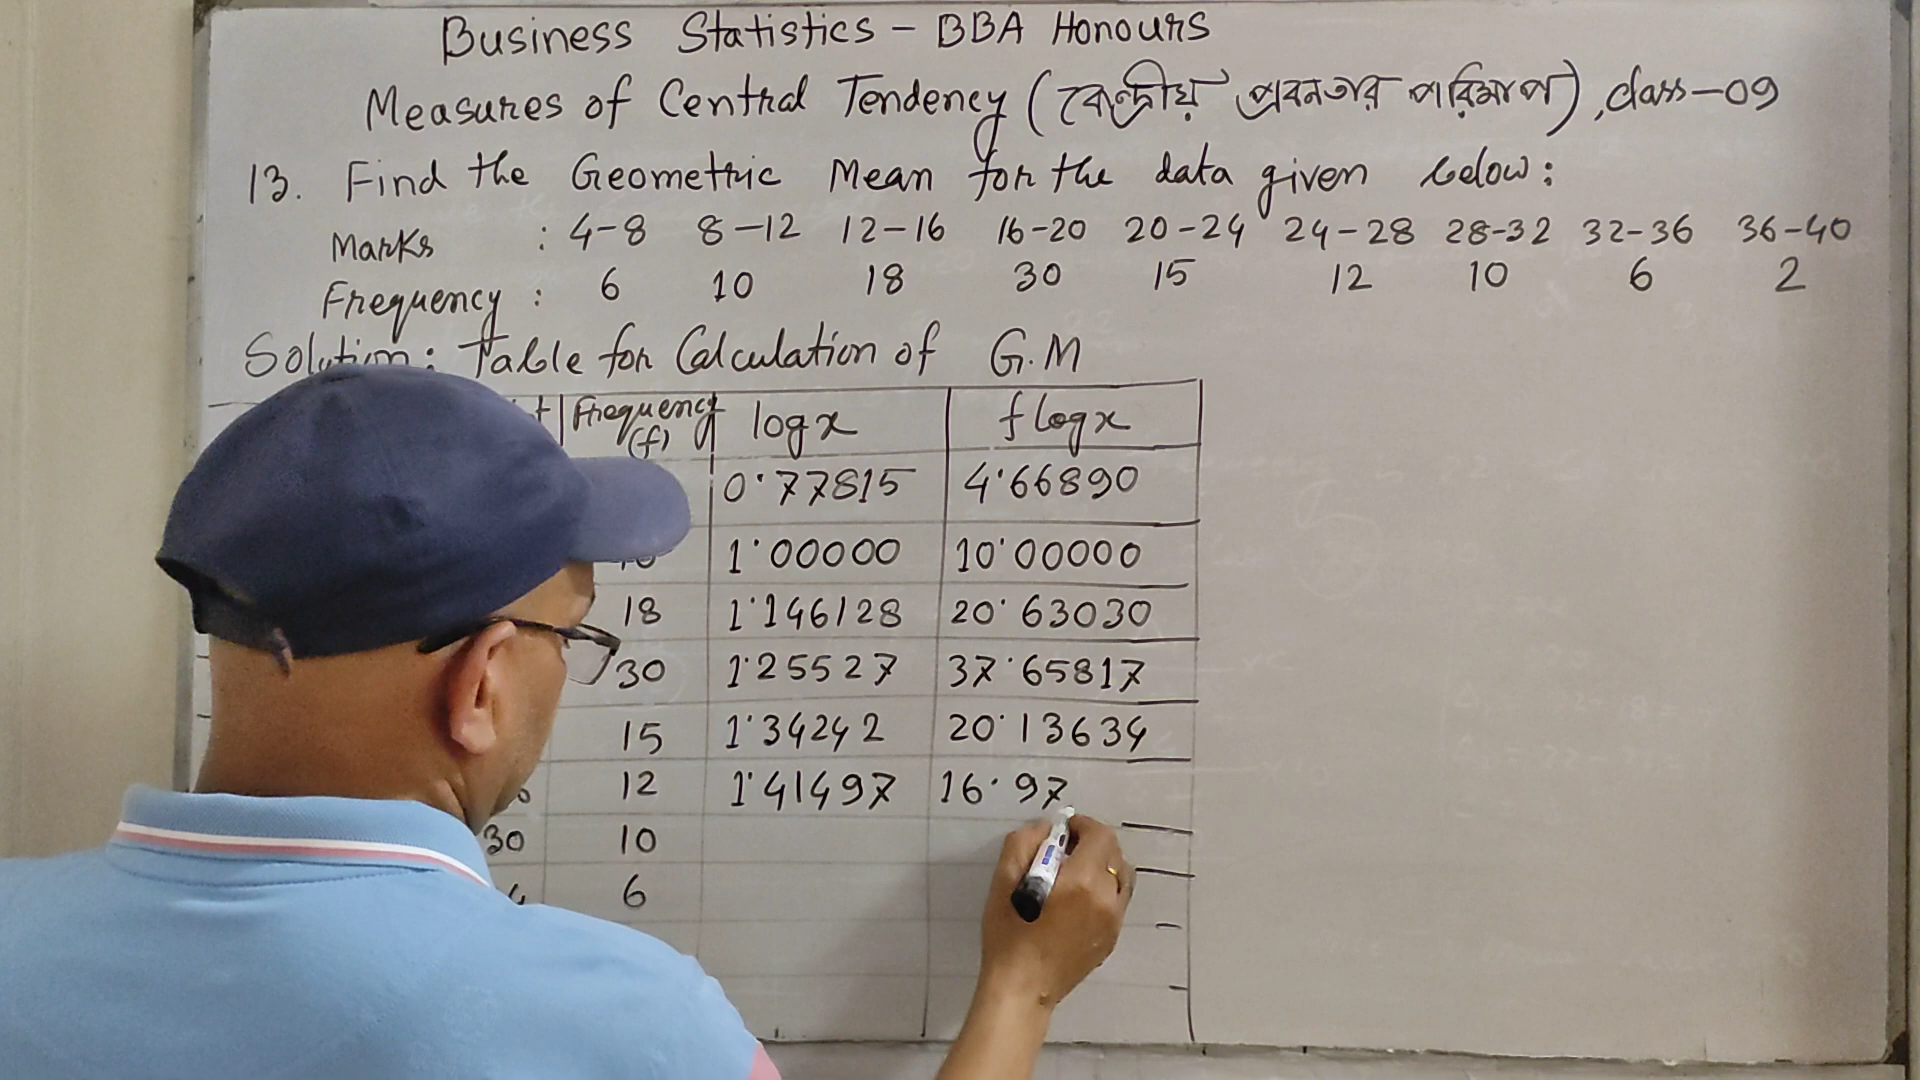 Business Statistics - BBA Honours
Measures of Central Tendency (কেন্দ্রীয় প্রবনতার পরিমাপ), class-09
13. Find the Geometric Mean for the data given below:
Marks : 4-8 8-12 12-16 16-20 20-24 24-28 28-32 32-36 36-40
Frequency : 6 10 18 30 15 12 10 6 2
Solution: Table for Calculation of G.M
Frequency (f) log x f log x
0.77815 4.66890
1.00000 10.00000
18 1.146128 20.63030
30 1.25527 37.65817
15 1.34242 20.13634
12 1.41497 16.97
30 10
6